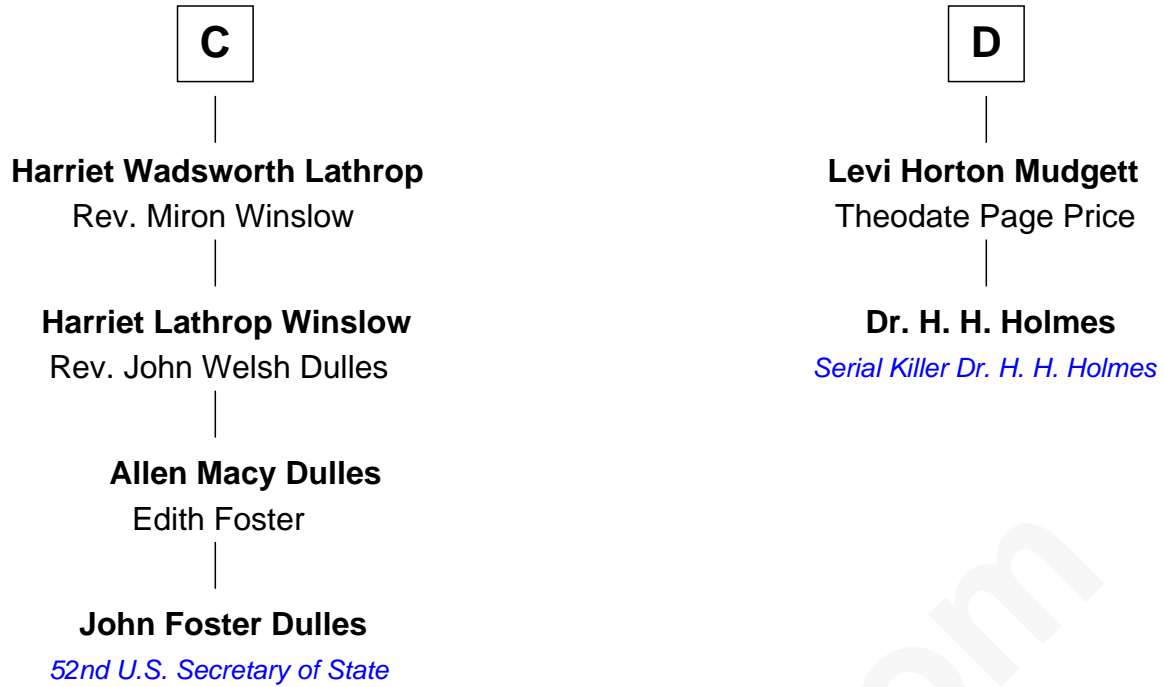 C
Harriet Wadsworth Lathrop
Rev. Miron Winslow
Harriet Lathrop Winslow
Rev. John Welsh Dulles
Allen Macy Dulles
Edith Foster
John Foster Dulles
52nd U.S. Secretary of State
D
Levi Horton Mudgett
Theodate Page Price
Dr. H. H. Holmes
Serial Killer Dr. H. H. Holmes
om